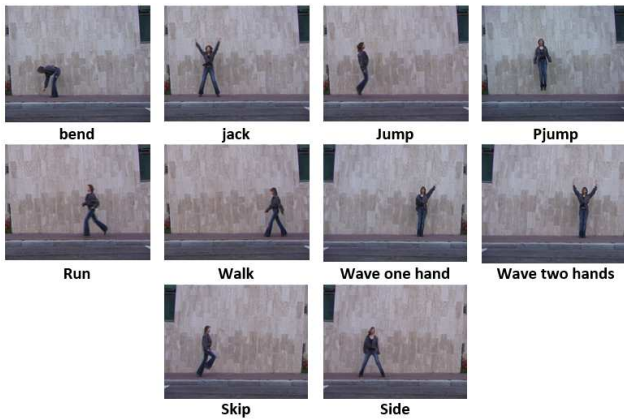 bend
jack
Jump
Pjump
Run
Walk
Wave one hand
Wave two hands
Skip
Side